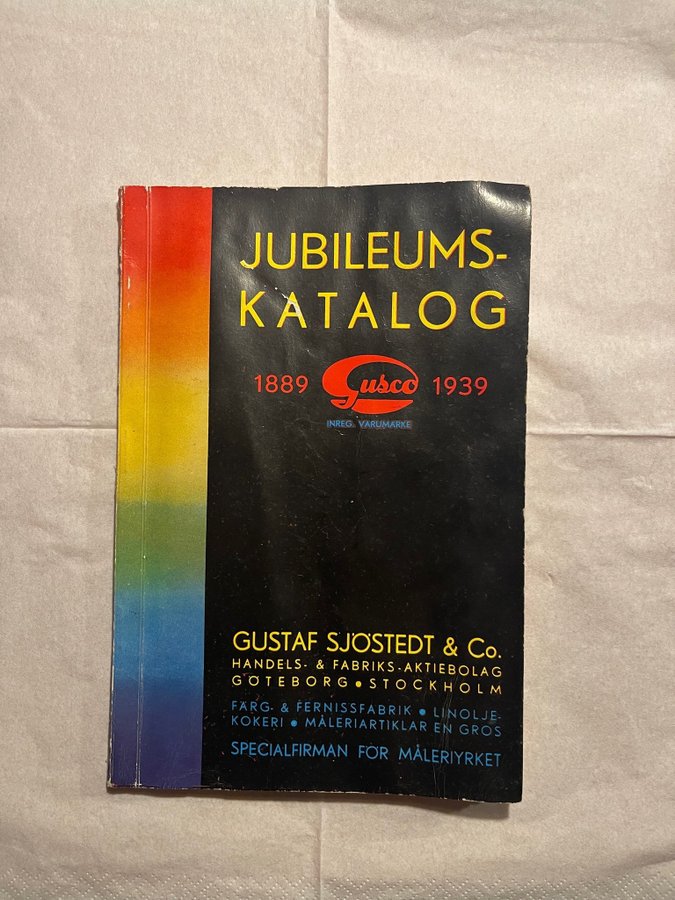 JUBILEUMS-
KATALOG
1889 Gusco 1939
INREG. VARUMÄRKE
GUSTAF SJÖSTEDT & Co.
HANDELS- & FABRIKS-AKTIEBOLAG
GÖTEBORG • STOCKHOLM
FÄRG- & FERNISSFABRIK • LINOLJE-
KOKERI • MÅLERIARTIKLAR EN GROS
SPECIALFIRMAN FÖR MÅLERIYRKET